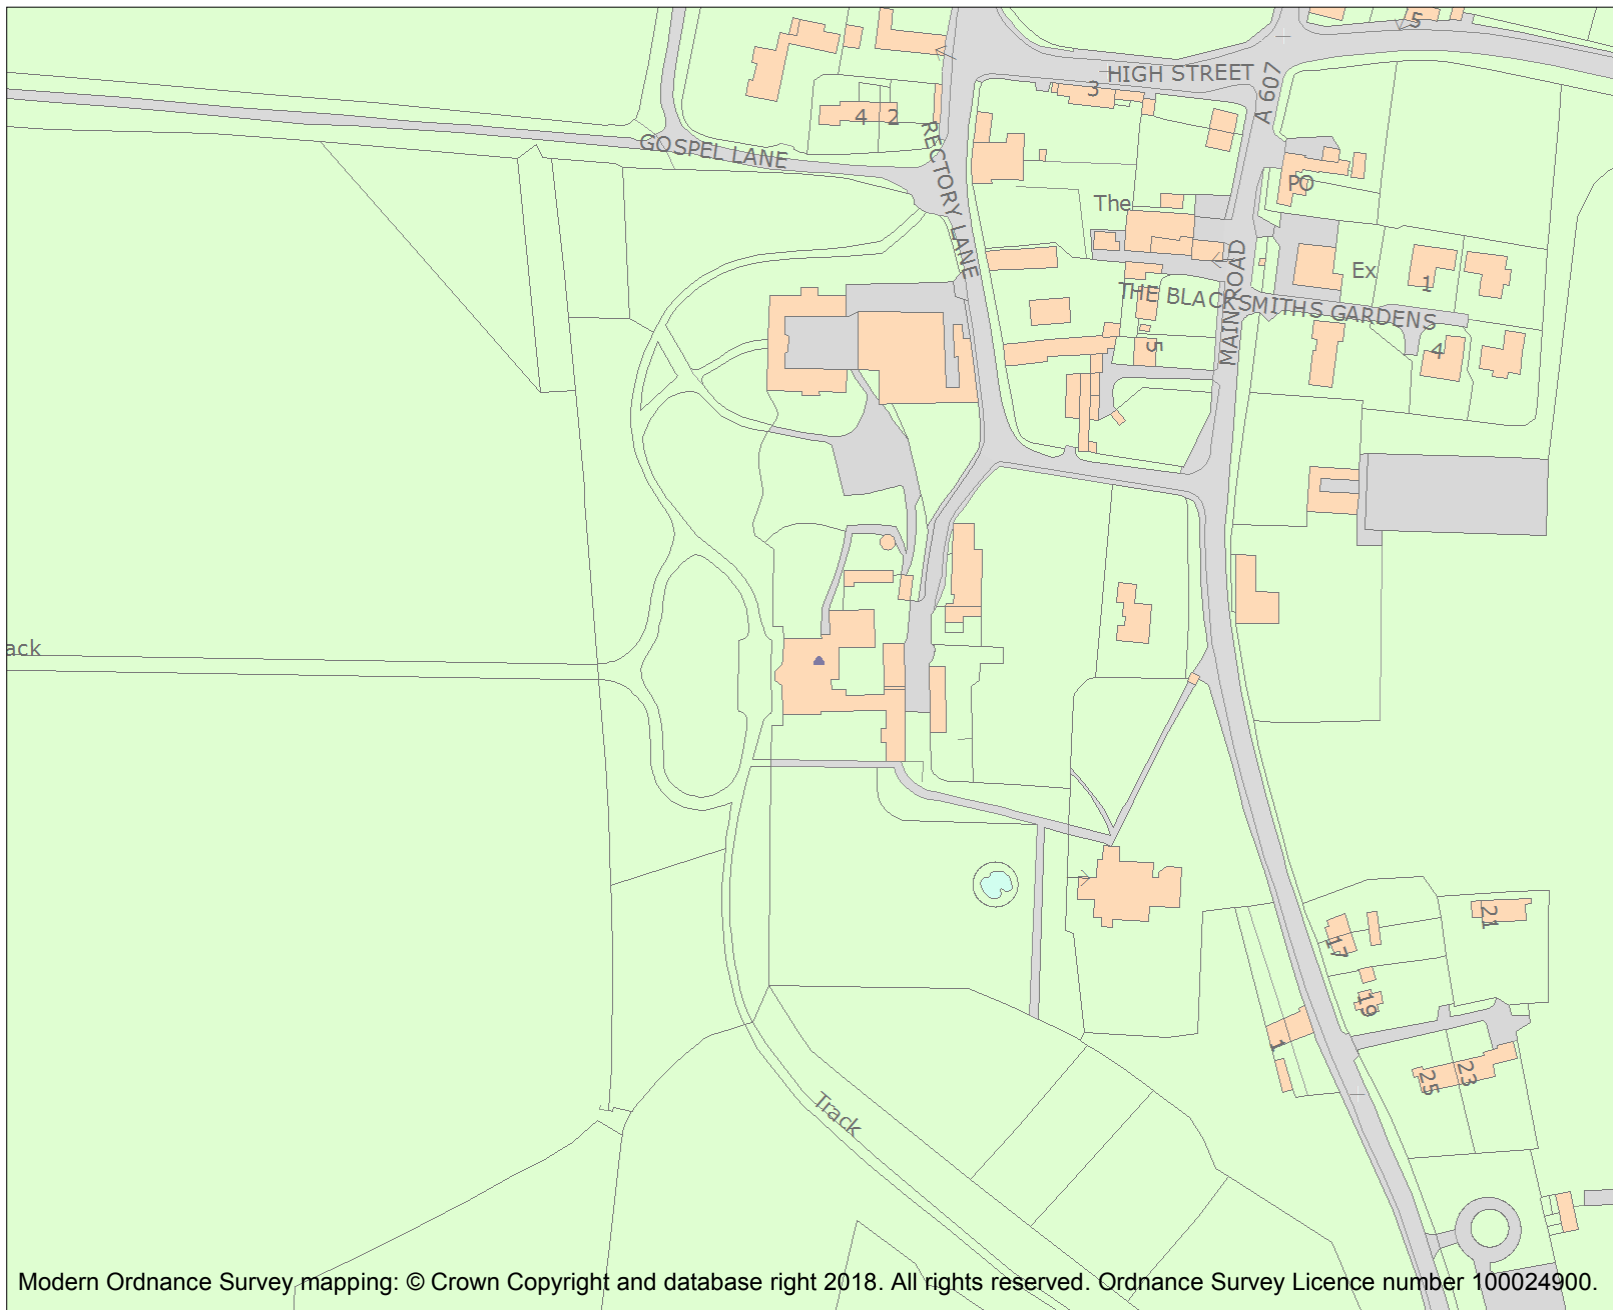 5
HIGH STREET
3
A 607
4 2
GOSPEL LANE
RECTORY LANE
PO
The
MAIN ROAD
Ex
1
THE BLACKSMITHS GARDENS
5
4
ack
21
17
19
1
25
23
Track
Modern Ordnance Survey mapping: © Crown Copyright and database right 2018. All rights reserved. Ordnance Survey Licence number 100024900.